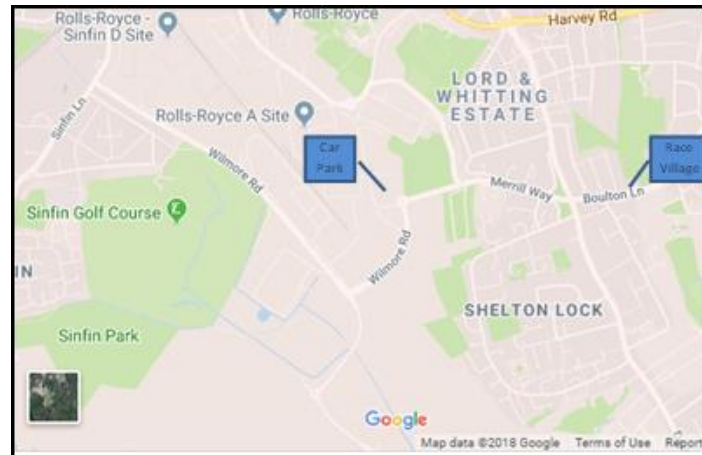 Rolls-Royce -
Sinfin D Site
Rolls-Royce
Harvey Rd
LORD &
WHITTING
ESTATE
Sinfin Ln
Rolls-Royce A Site
Car
Park
Race
Village
Wilmore Rd
Merrill Way
Boulton Ln
Sinfin Golf Course
IN
Wilmore Rd
SHELTON LOCK
Sinfin Park
Google
Map data ©2018 Google Terms of Use Report